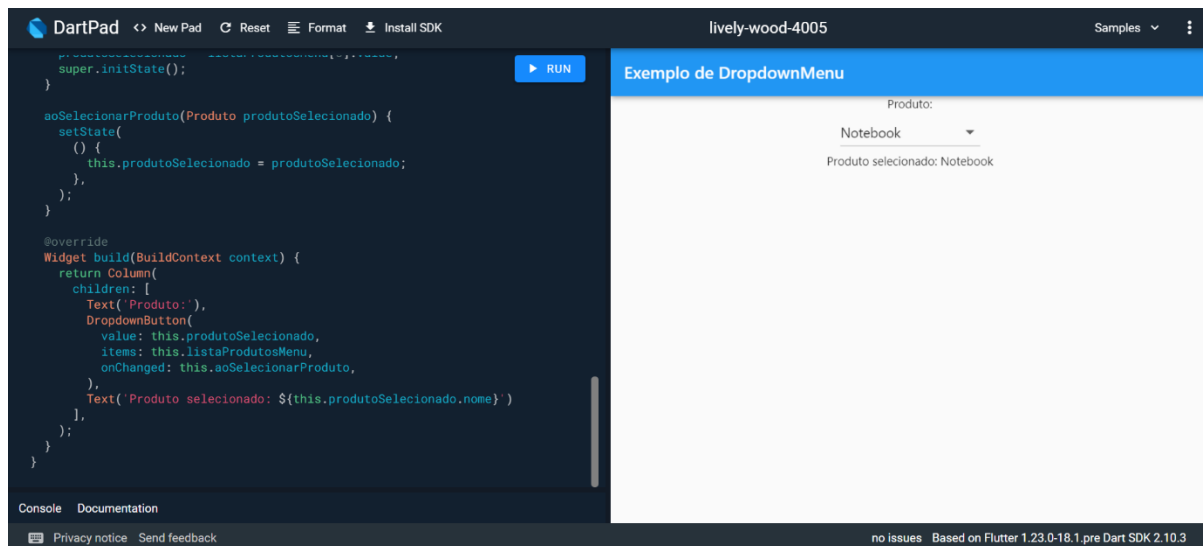 DartPad <> New Pad Reset Format Install SDK lively-wood-4005 Samples
super.initState();
}
RUN
aoSelecionarProduto(Produto produtoSelecionado) {
setState(
() {
this.produtoSelecionado = produtoSelecionado;
},
);
}
@override
Widget build(BuildContext context) {
return Column(
children: [
Text('Produto:'),
DropdownButton(
value: this.produtoSelecionado,
items: this.listaProdutosMenu,
onChanged: this.aoSelecionarProduto,
),
Text('Produto selecionado: ${this.produtoSelecionado.nome}')
],
);
}
}
Console Documentation
Exemplo de DropdownMenu
Produto:
Notebook
Produto selecionado: Notebook
Privacy notice Send feedback
no issues Based on Flutter 1.23.0-18.1.pre Dart SDK 2.10.3